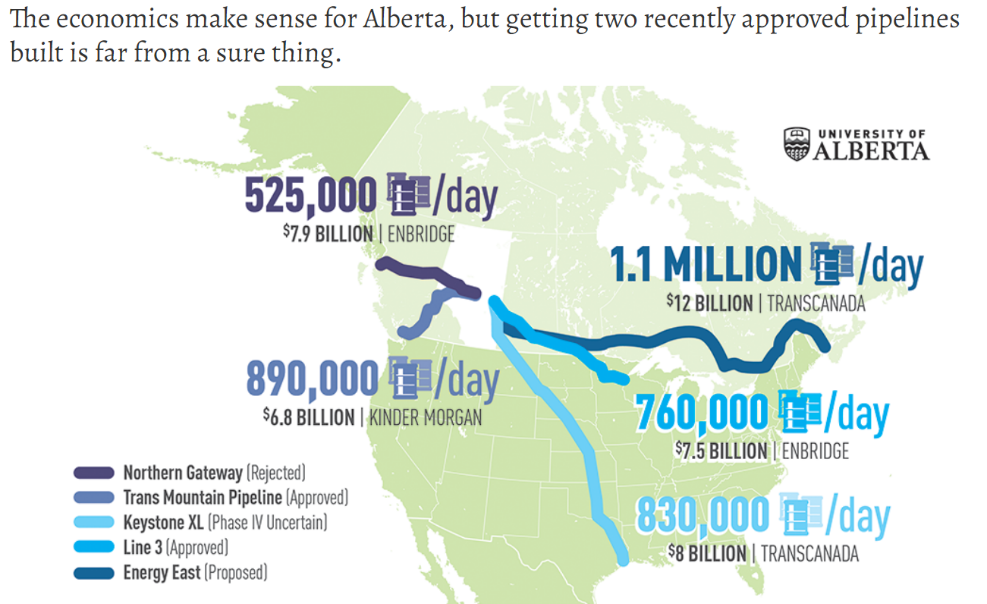 The economics make sense for Alberta, but getting two recently approved pipelines
built is far from a sure thing.
UNIVERSITY OF
ALBERTA
525,000 /day
$7.9 BILLION | ENBRIDGE
1.1 MILLION /day
$12 BILLION | TRANSCANADA
890,000 /day
$6.8 BILLION | KINDER MORGAN
760,000 /day
$7.5 BILLION | ENBRIDGE
830,000 /day
$8 BILLION | TRANSCANADA
Northern Gateway (Rejected)
Trans Mountain Pipeline (Approved)
Keystone XL (Phase IV Uncertain)
Line 3 (Approved)
Energy East (Proposed)